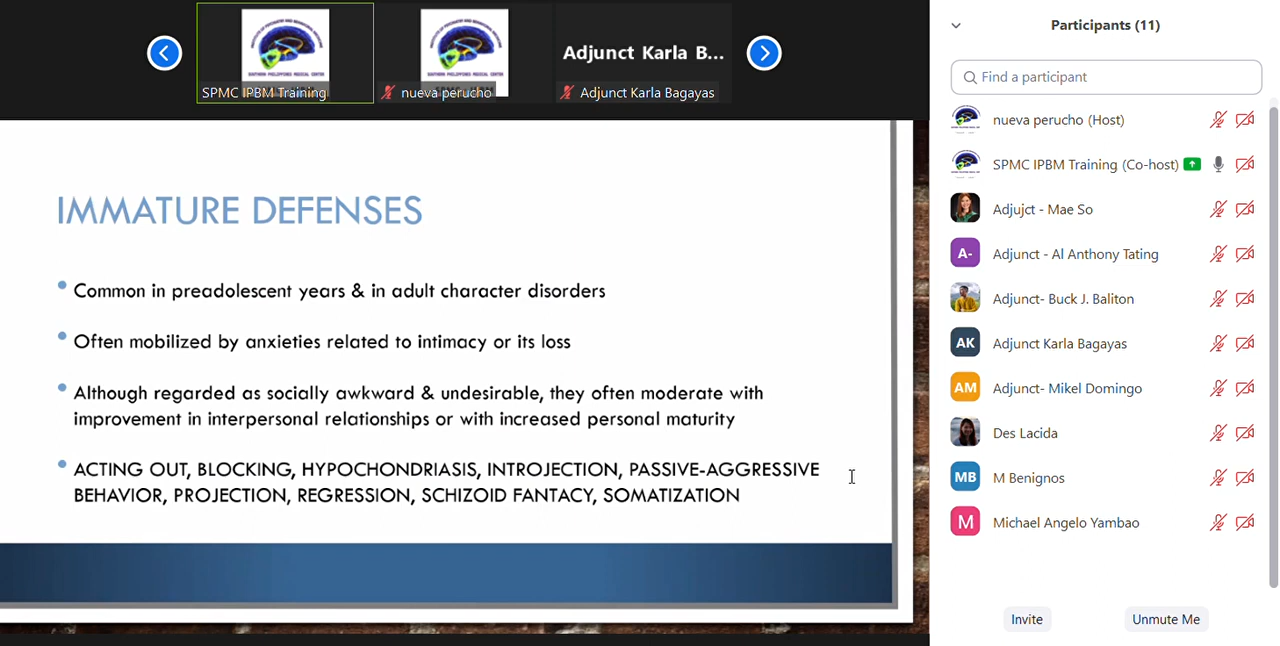 Adjunct Karla B...
SPMC IPBM Training
nueva perucho
Adjunct Karla Bagayas
IMMATURE DEFENSES
• Common in preadolescent years & in adult character disorders
• Often mobilized by anxieties related to intimacy or its loss
• Although regarded as socially awkward & undesirable, they often moderate with
improvement in interpersonal relationships or with increased personal maturity
• ACTING OUT, BLOCKING, HYPOCHONDRIASIS, INTROJECTION, PASSIVE-AGGRESSIVE
BEHAVIOR, PROJECTION, REGRESSION, SCHIZOID FANTACY, SOMATIZATION
Participants (11)
Find a participant
nueva perucho (Host)
SPMC IPBM Training (Co-host)
Adjujct - Mae So
A-
Adjunct - Al Anthony Tating
Adjunct- Buck J. Baliton
AK
Adjunct Karla Bagayas
AM
Adjunct- Mikel Domingo
Des Lacida
MB
M Benignos
M
Michael Angelo Yambao
Invite
Unmute Me